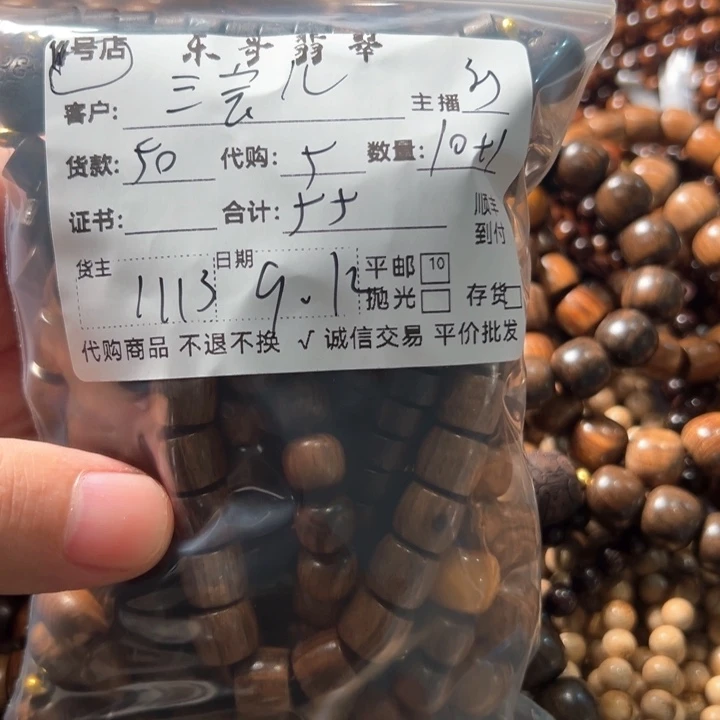 号店 乐哥翡翠
客户: 三宝儿 主播
货款: 50 代购: 5 数量: 10+1
证书: 合计: 55 顺丰到付
货主 1113 日期 9.12 平邮 10
抛光 存货
代购商品 不退不换 √ 诚信交易 平价批发